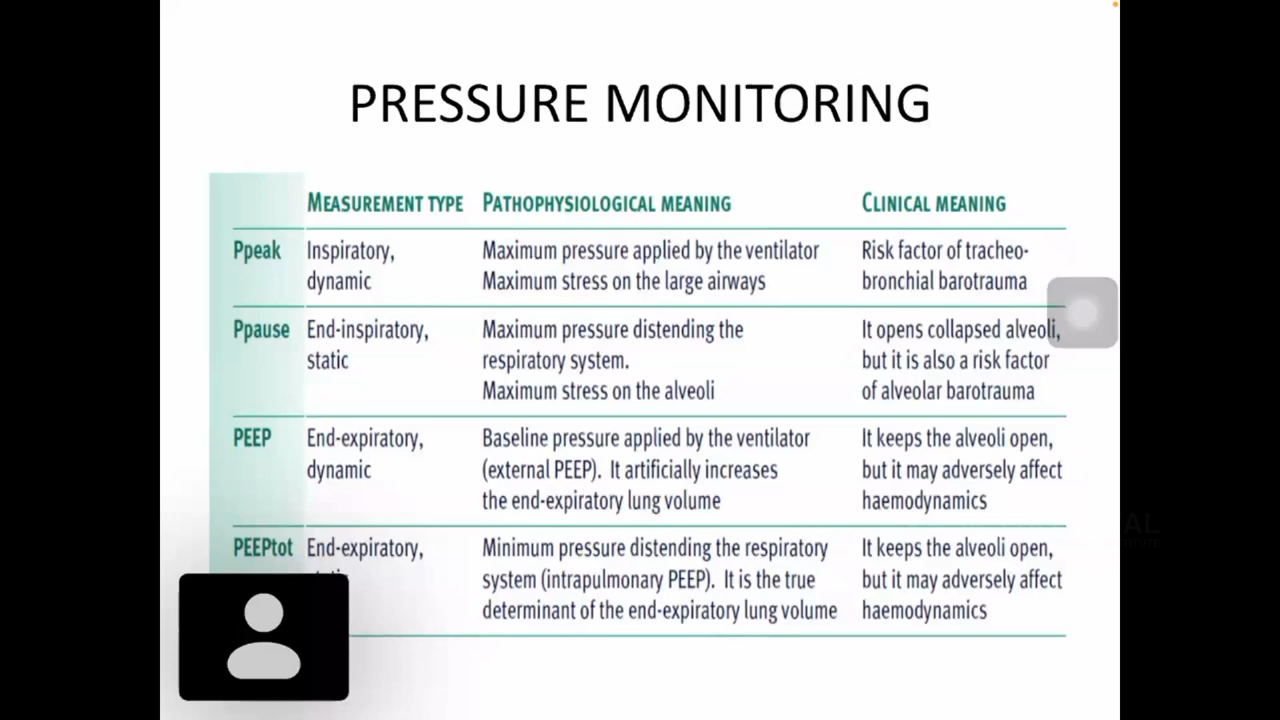 PRESSURE MONITORING
MEASUREMENT TYPE PATHOPHYSIOLOGICAL MEANING CLINICAL MEANING
Ppeak Inspiratory, Maximum pressure applied by the ventilator Risk factor of tracheo-
dynamic Maximum stress on the large airways bronchial barotrauma
Ppause End-inspiratory, Maximum pressure distending the It opens collapsed alveoli,
static respiratory system. but it is also a risk factor
Maximum stress on the alveoli of alveolar barotrauma
PEEP End-expiratory, Baseline pressure applied by the ventilator It keeps the alveoli open,
dynamic (external PEEP). It artificially increases but it may adversely affect
the end-expiratory lung volume haemodynamics
PEEPtot End-expiratory, Minimum pressure distending the respiratory It keeps the alveoli open,
system (intrapulmonary PEEP). It is the true but it may adversely affect
determinant of the end-expiratory lung volume haemodynamics